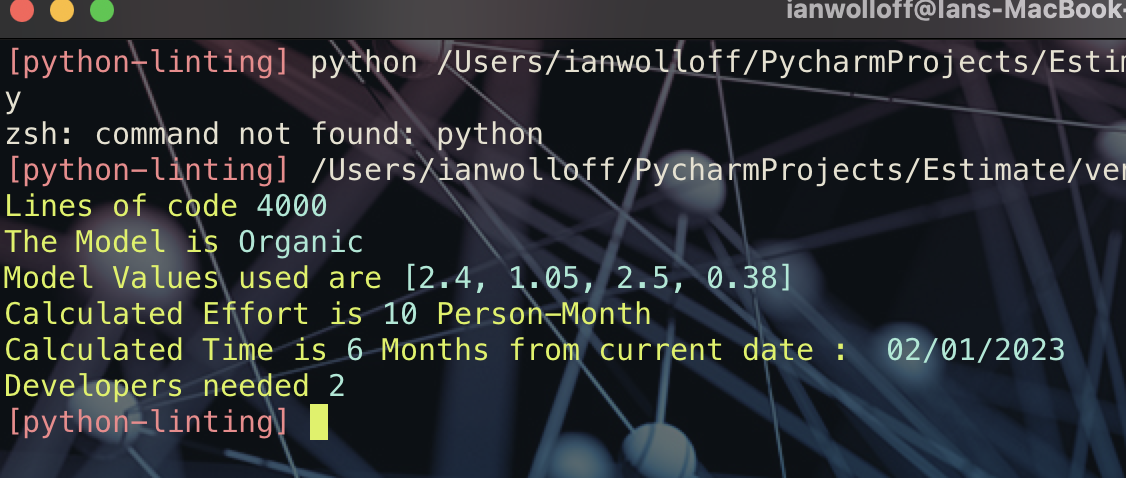 ianwolloff@Ians-MacBook-
[python-linting] python /Users/ianwolloff/PycharmProjects/Estim
y
zsh: command not found: python
[python-linting] /Users/ianwolloff/PycharmProjects/Estimate/ven
Lines of code 4000
The Model is Organic
Model Values used are [2.4, 1.05, 2.5, 0.38]
Calculated Effort is 10 Person-Month
Calculated Time is 6 Months from current date :  02/01/2023
Developers needed 2
[python-linting]